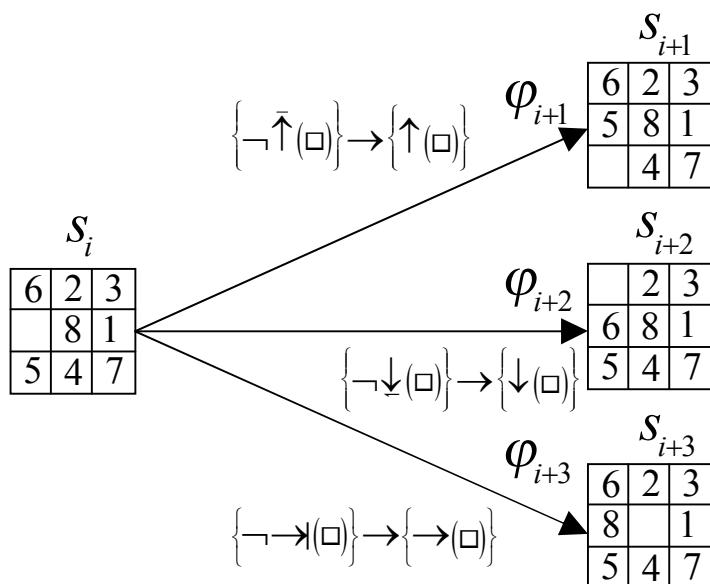 s_{i+1}
6 2 3
5 8 1
4 7
φ_{i+1}
{¬↑̄(□)}→{↑(□)}
s_i
6 2 3
8 1
5 4 7
s_{i+2}
2 3
6 8 1
5 4 7
φ_{i+2}
{¬↓̱(□)}→{↓(□)}
s_{i+3}
6 2 3
8 1
5 4 7
φ_{i+3}
{¬→|(□)}→{→(□)}